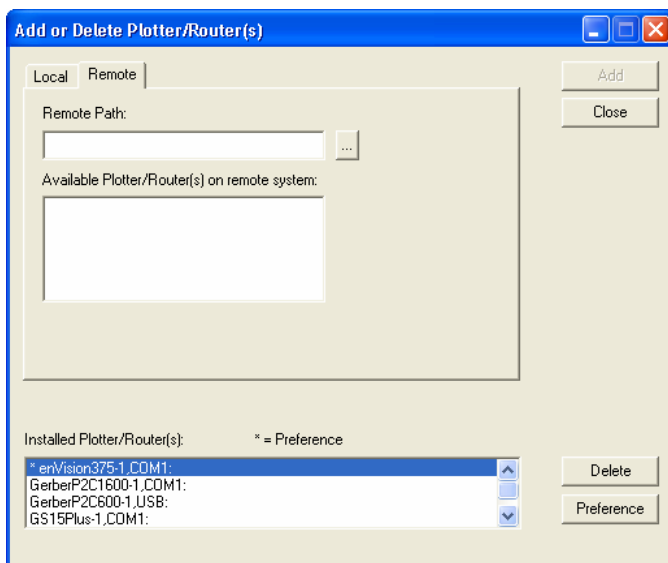 Add or Delete Plotter/Router(s)
Local Remote
Add
Remote Path:
Close
...
Available Plotter/Router(s) on remote system:
Installed Plotter/Router(s): * = Preference
* enVision375-1,COM1:
GerberP2C1600-1,COM1:
Delete
GerberP2C600-1,USB:
GS15Plus-1,COM1:
Preference